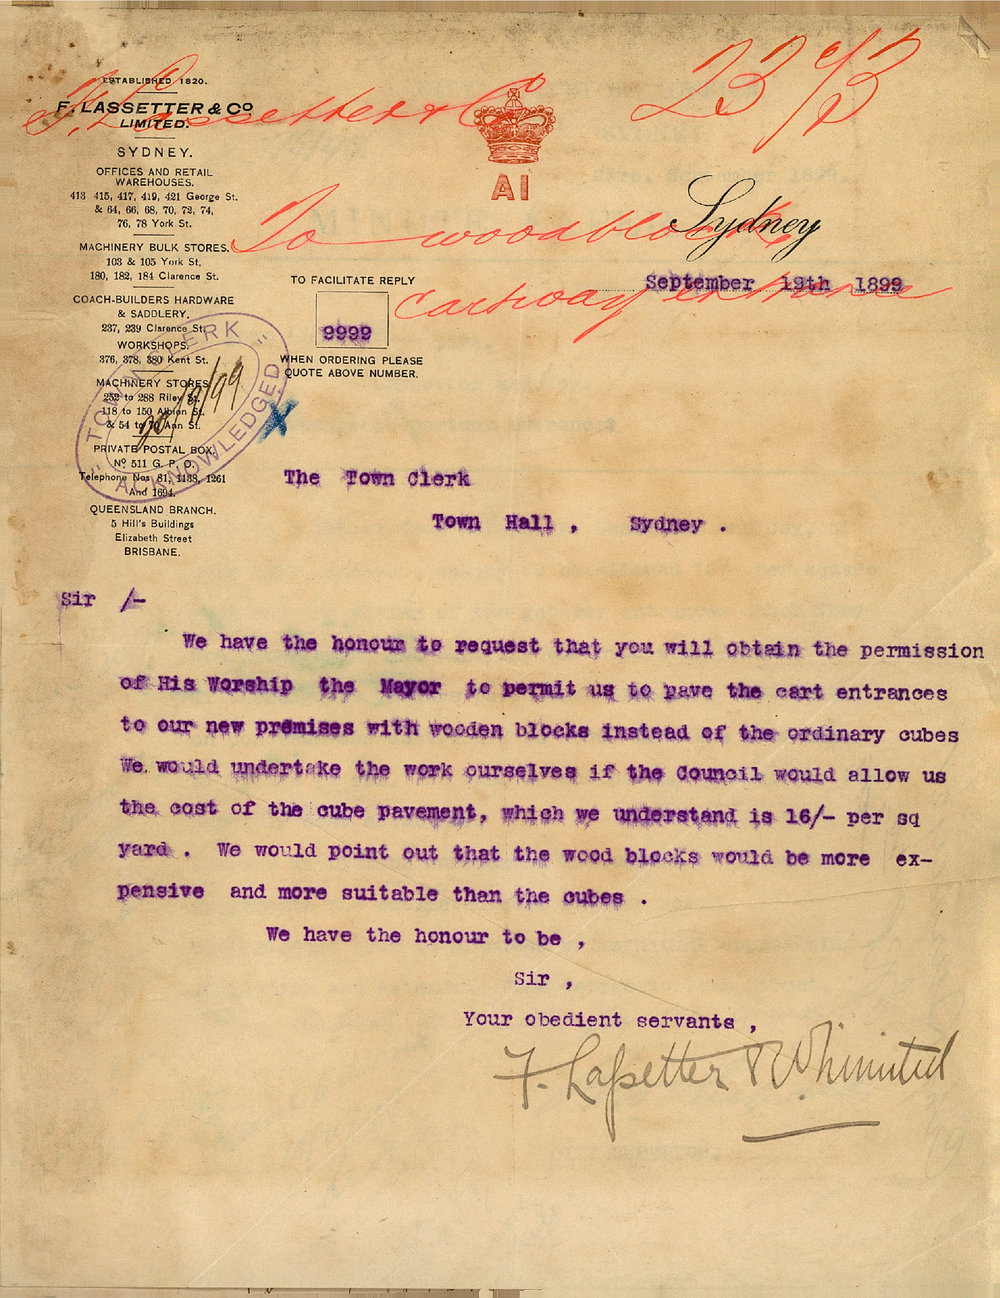 F. Lassetter & Co
23 9/3
ESTABLISHED 1820.
F. LASSETTER & CO
LIMITED.
SYDNEY.
OFFICES AND RETAIL
WAREHOUSES.
413 415, 417, 419, 421 George St.
& 64, 66, 68, 70, 72, 74,
76, 78 York St.
MACHINERY BULK STORES.
103 & 105 York St.
180, 182, 184 Clarence St.
COACH-BUILDERS HARDWARE
& SADDLERY,
237, 239 Clarence St.
WORKSHOPS.
376, 378, 380 Kent St.
MACHINERY STORES
252 to 288 Riley St.
118 to 150 Albion St.
& 54 to 70 Ann St.
PRIVATE POSTAL BOX
No 511 G. P. O.
Telephone Nos. 81, 1138, 1261
And 1694.
QUEENSLAND BRANCH.
5 Hill's Buildings
Elizabeth Street
BRISBANE.
TOWN CLERK
20/9/99
ACKNOWLEDGED
X
A1
To woodblock
cartway entrance
Sydney
September 19th 1899
TO FACILITATE REPLY
9999
WHEN ORDERING PLEASE
QUOTE ABOVE NUMBER.
The Town Clerk
Town Hall , Sydney .
Sir /-
We have the honour to request that you will obtain the permission
of His Worship the Mayor to permit us to pave the cart entrances
to our new premises with wooden blocks instead of the ordinary cubes
We would undertake the work ourselves if the Council would allow us
the cost of the cube pavement, which we understand is 16/- per sq
yard . We would point out that the wood blocks would be more ex-
pensive and more suitable than the cubes .
We have the honour to be ,
Sir ,
Your obedient servants ,
F. Lassetter & Co Limited